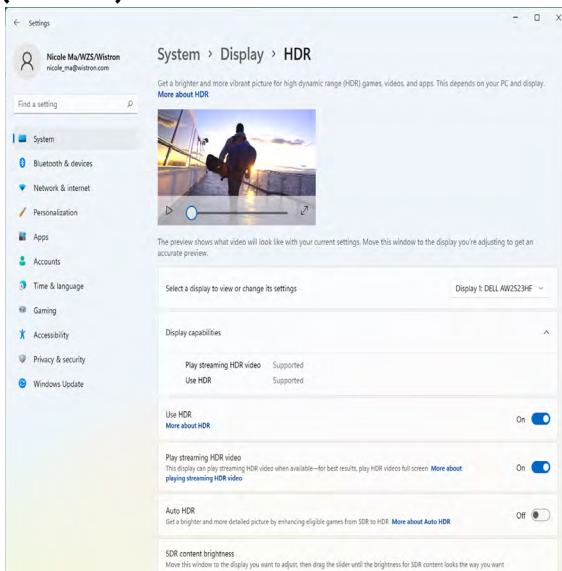 Settings
Nicole Ma/WZS/Wistron
nicole_ma@wistron.com
Find a setting
System
Bluetooth & devices
Network & internet
Personalization
Apps
Accounts
Time & language
Gaming
Accessibility
Privacy & security
Windows Update
System > Display > HDR
Get a brighter and more vibrant picture for high dynamic range (HDR) games, videos, and apps. This depends on your PC and display.
More about HDR
The preview shows what video will look like with your current settings. Move this window to the display you're adjusting to get an
accurate preview.
Select a display to view or change its settings
Display 1: DELL AW2523HF
Display capabilities
Play streaming HDR video Supported
Use HDR Supported
Use HDR
More about HDR
On
Play streaming HDR video
This display can play streaming HDR video when available—for best results, play HDR videos full screen More about
playing streaming HDR video
On
Auto HDR
Get a brighter and more detailed picture by enhancing eligible games from SDR to HDR More about Auto HDR
Off
SDR content brightness
Move this window to the display you want to adjust, then drag the slider until the brightness for SDR content looks the way you want